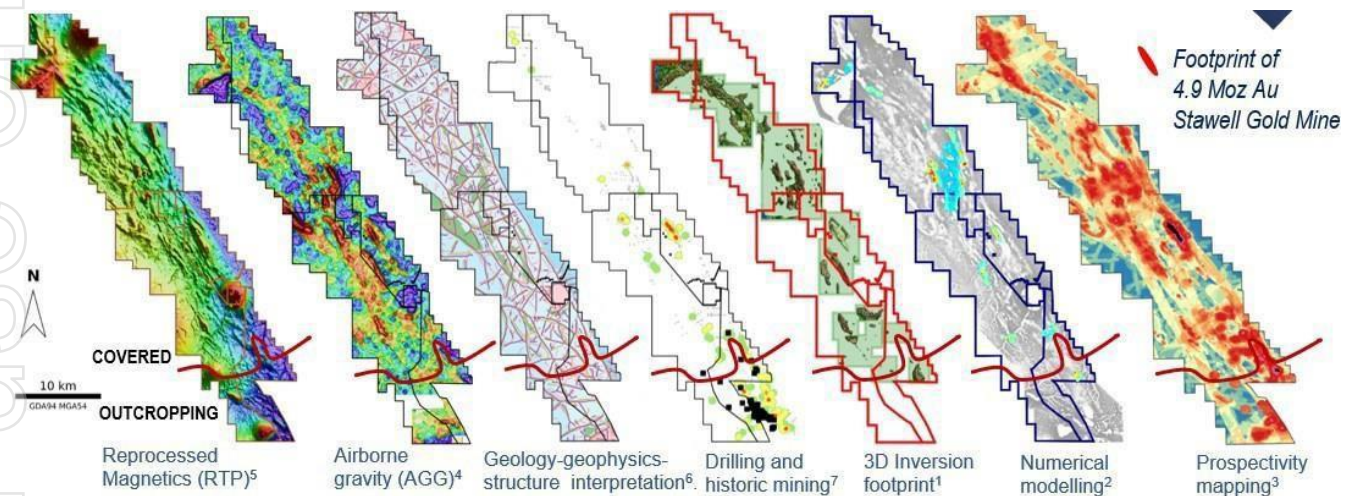 Footprint of
4.9 Moz Au
Stawell Gold Mine
N
COVERED
10 km
GDA94 MGA54
OUTCROPPING
Reprocessed
Magnetics (RTP)⁵
Airborne
gravity (AGG)⁴
Geology-geophysics-
structure interpretation⁶.
Drilling and
historic mining⁷
3D Inversion
footprint¹
Numerical
modelling²
Prospectivity
mapping³